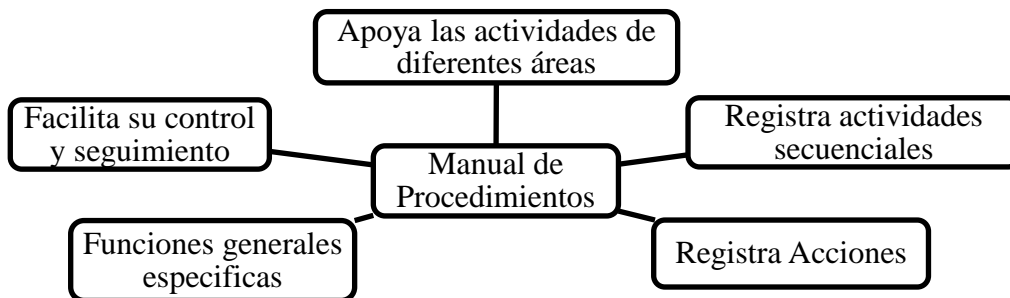 Apoya las actividades de
diferentes áreas
Facilita su control
y seguimiento
Registra actividades
secuenciales
Manual de
Procedimientos
Funciones generales
especificas
Registra Acciones